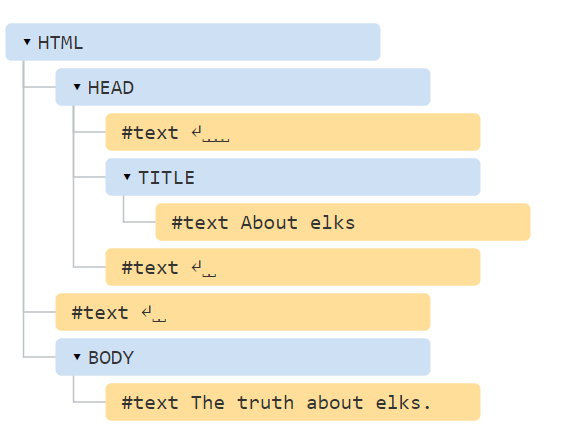 ▾ HTML
▾ HEAD
#text ↵␣␣␣␣
▾ TITLE
#text About elks
#text ↵␣␣
#text ↵␣␣
▾ BODY
#text The truth about elks.